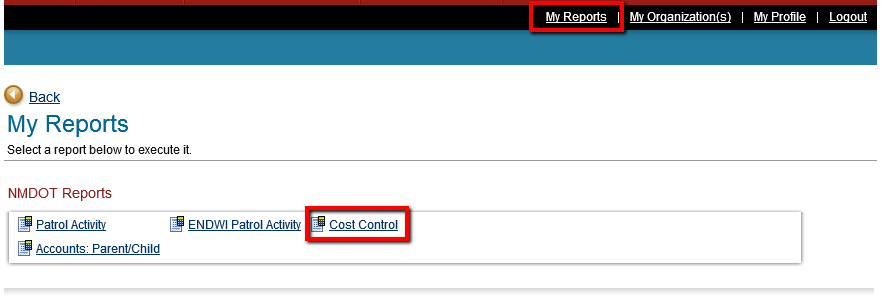 My Reports | My Organization(s) | My Profile | Logout
Back
My Reports
Select a report below to execute it.
NMDOT Reports
Patrol Activity ENDWI Patrol Activity Cost Control
Accounts: Parent/Child